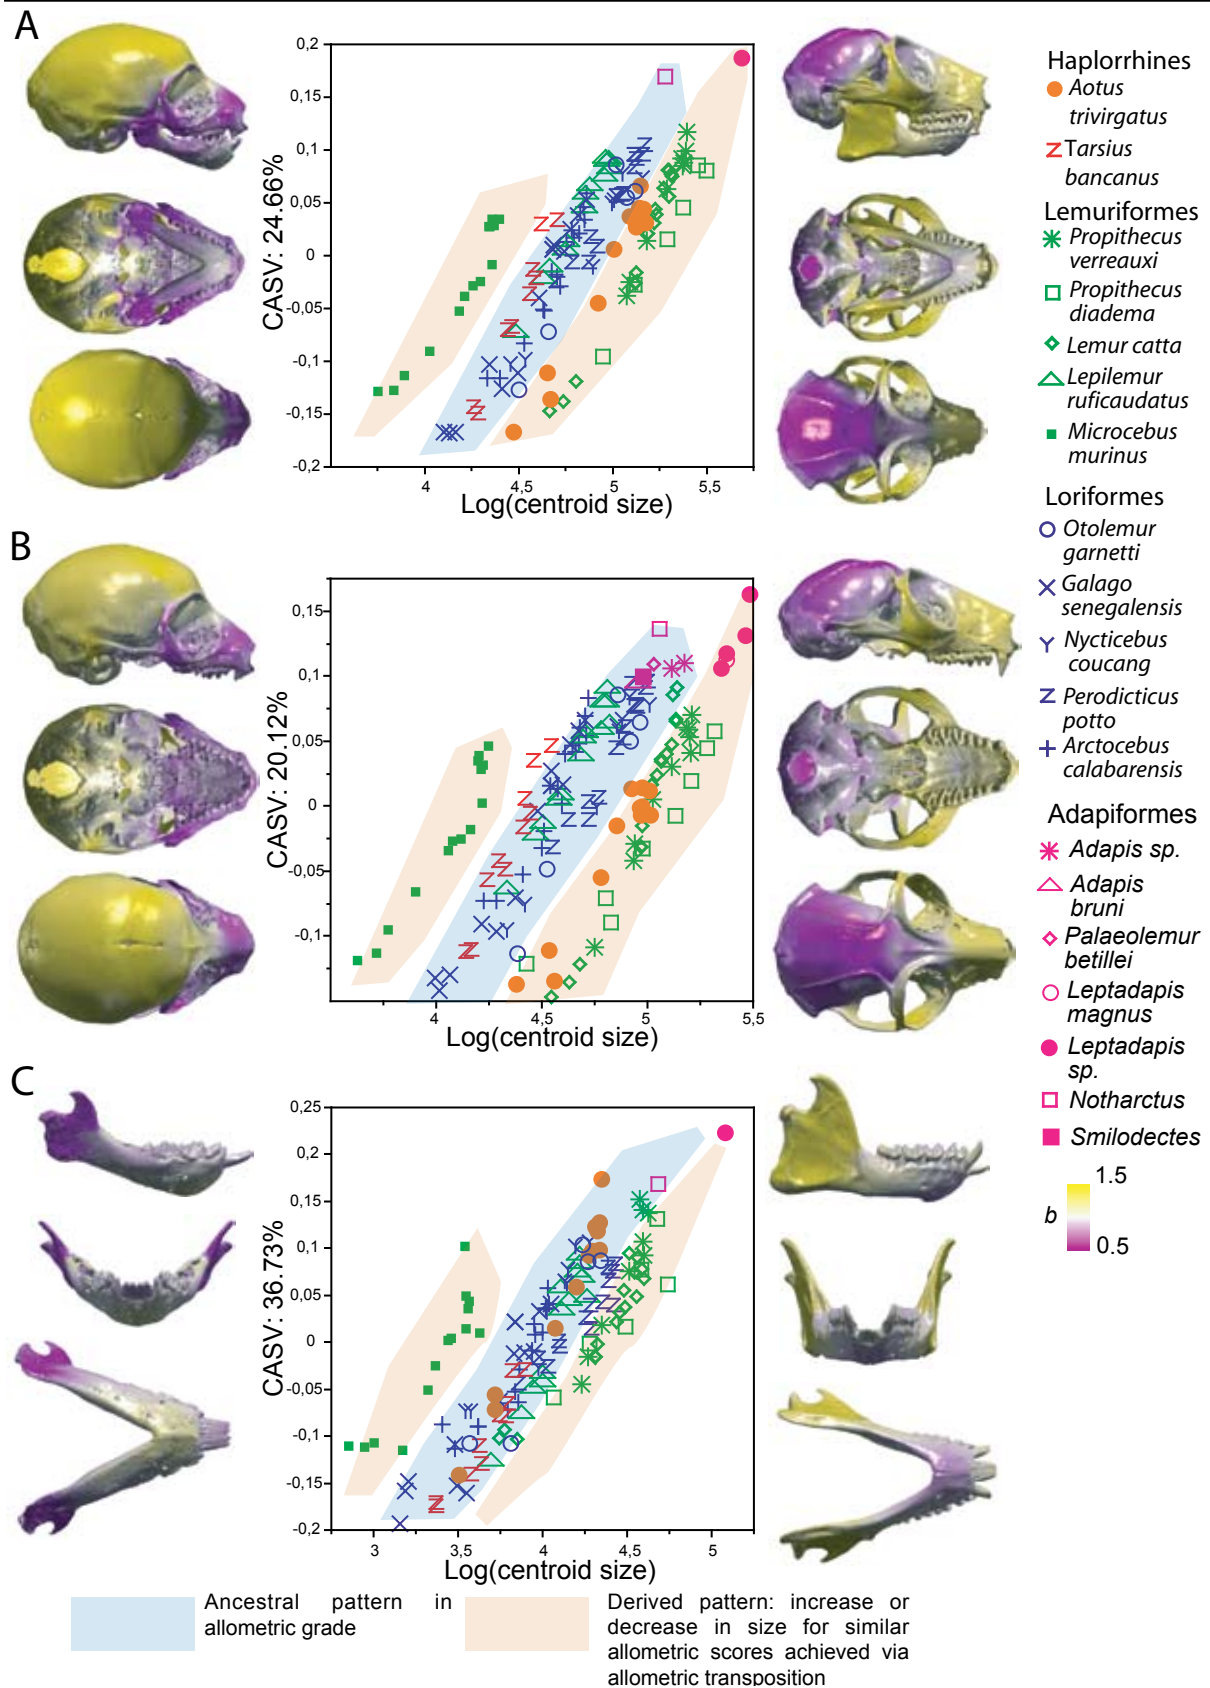 A
CASV: 24.66%
0,2
0,15
0,1
0,05
0
-0,05
-0,1
-0,15
-0,2
4
4,5
5
5,5
Log(centroid size)
B
CASV: 20.12%
0,15
0,1
0,05
0
-0,05
-0,1
4
4,5
5
5,5
Log(centroid size)
C
CASV: 36.73%
0,25
0,2
0,15
0,1
0,05
0
-0,05
-0,1
-0,15
-0,2
3
3,5
4
4,5
5
Log(centroid size)
Haplorrhines
Aotus
trivirgatus
Tarsius
bancanus
Lemuriformes
Propithecus
verreauxi
Propithecus
diadema
Lemur catta
Lepilemur
ruficaudatus
Microcebus
murinus
Loriformes
Otolemur
garnetti
Galago
senegalensis
Nycticebus
coucang
Perodicticus
potto
Arctocebus
calabarensis
Adapiformes
Adapis sp.
Adapis
bruni
Palaeolemur
betillei
Leptadapis
magnus
Leptadapis
sp.
Notharctus
Smilodectes
1.5
b
0.5
Ancestral pattern in
allometric grade
Derived pattern: increase or
decrease in size for similar
allometric scores achieved via
allometric transposition